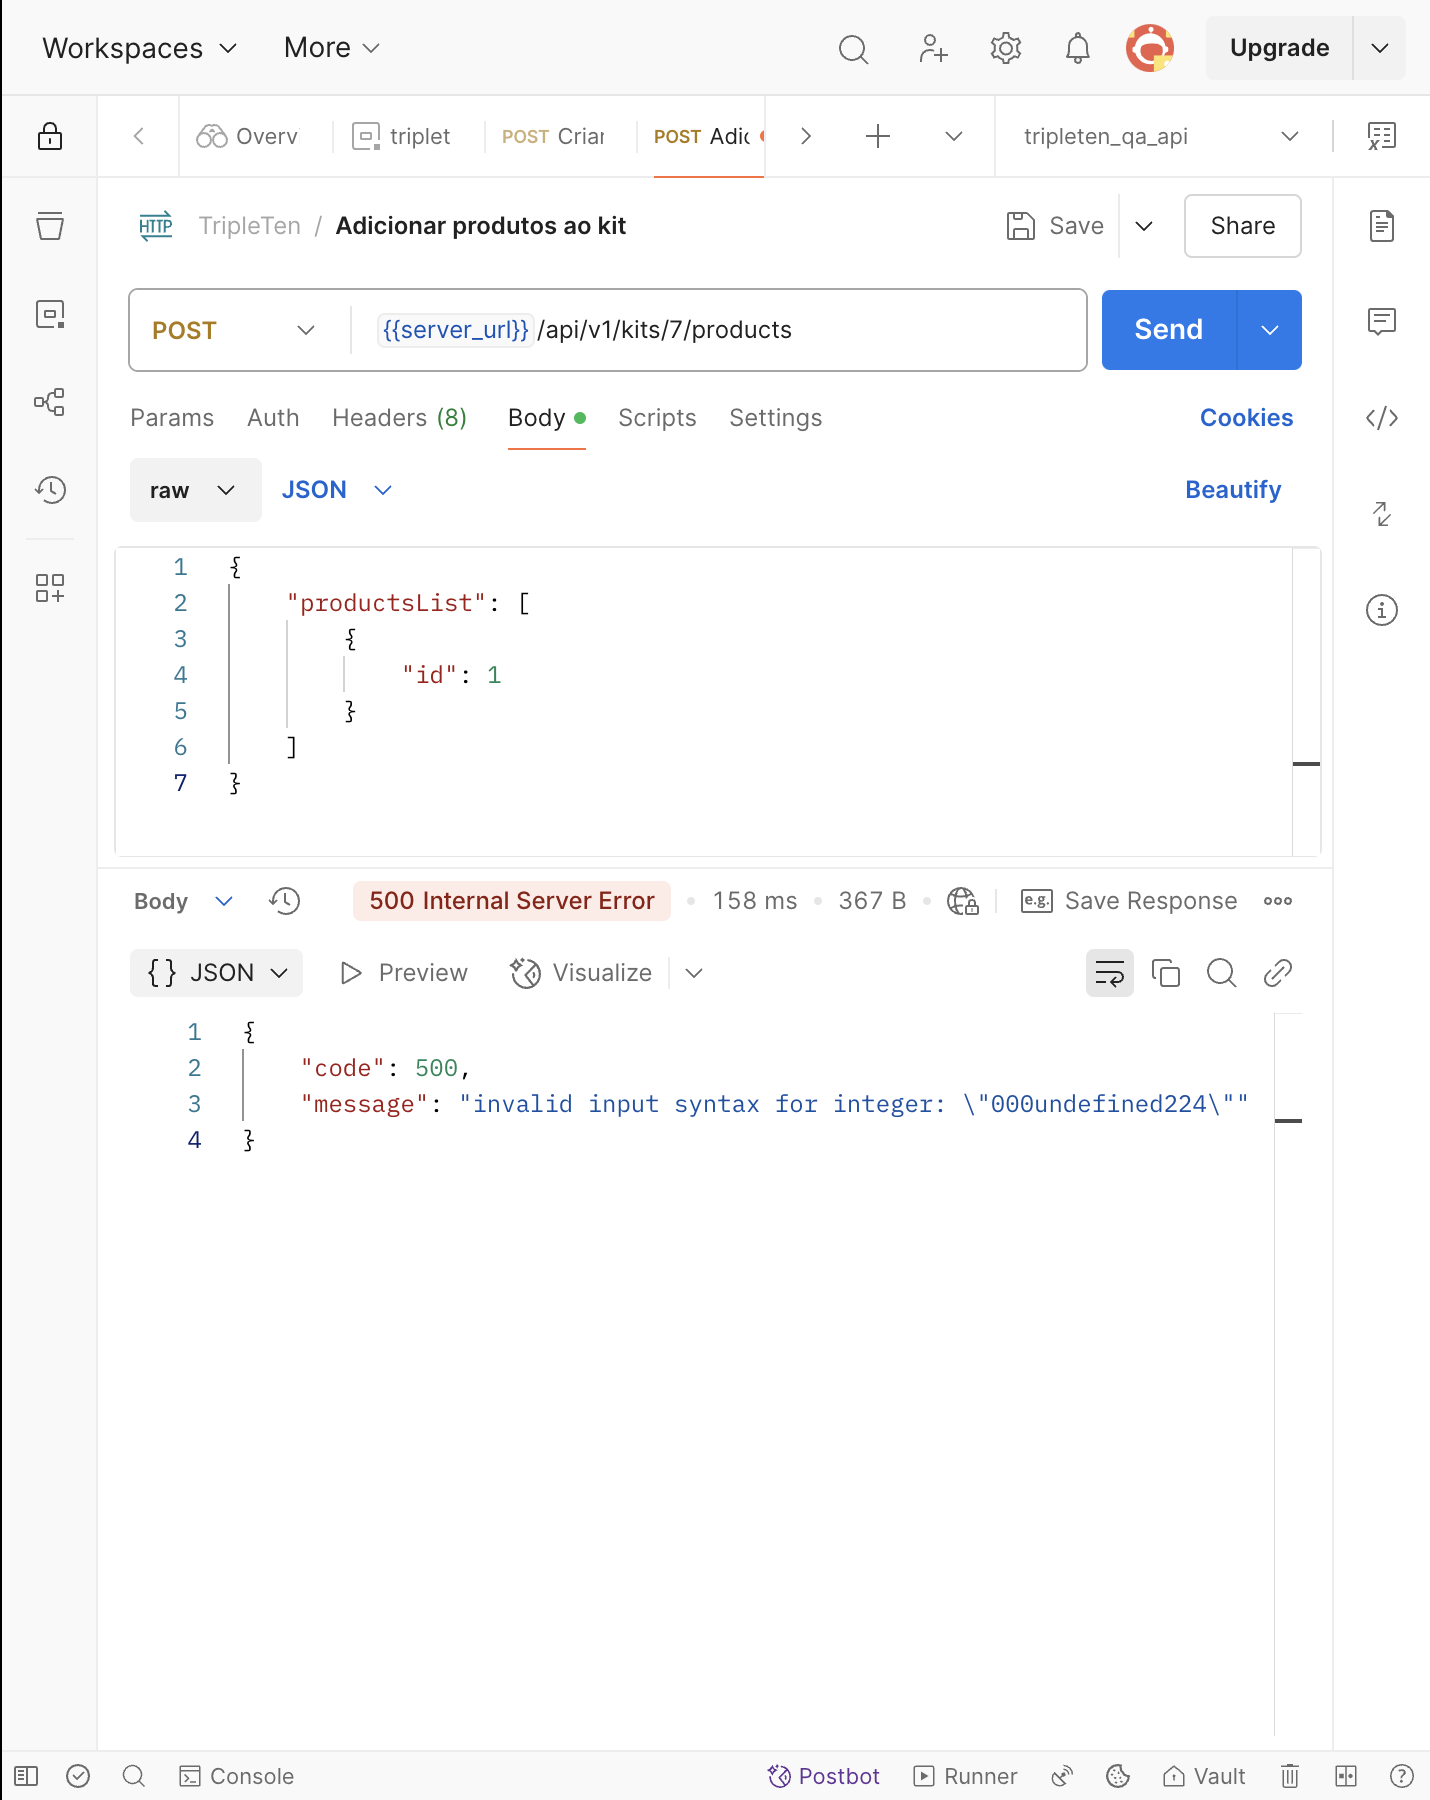 Workspaces More Upgrade
Overv triplet POST Criar POST Adic tripleten_qa_api
HTTP TripleTen / Adicionar produtos ao kit Save Share
POST {{server_url}}/api/v1/kits/7/products Send
Params Auth Headers (8) Body Scripts Settings Cookies
raw JSON Beautify
1 {
2 "productsList": [
3 {
4 "id": 1
5 }
6 ]
7 }
Body 500 Internal Server Error 158 ms 367 B e.g. Save Response
{} JSON Preview Visualize
1 {
2 "code": 500,
3 "message": "invalid input syntax for integer: \"000undefined224\""
4 }
Console Postbot Runner Vault